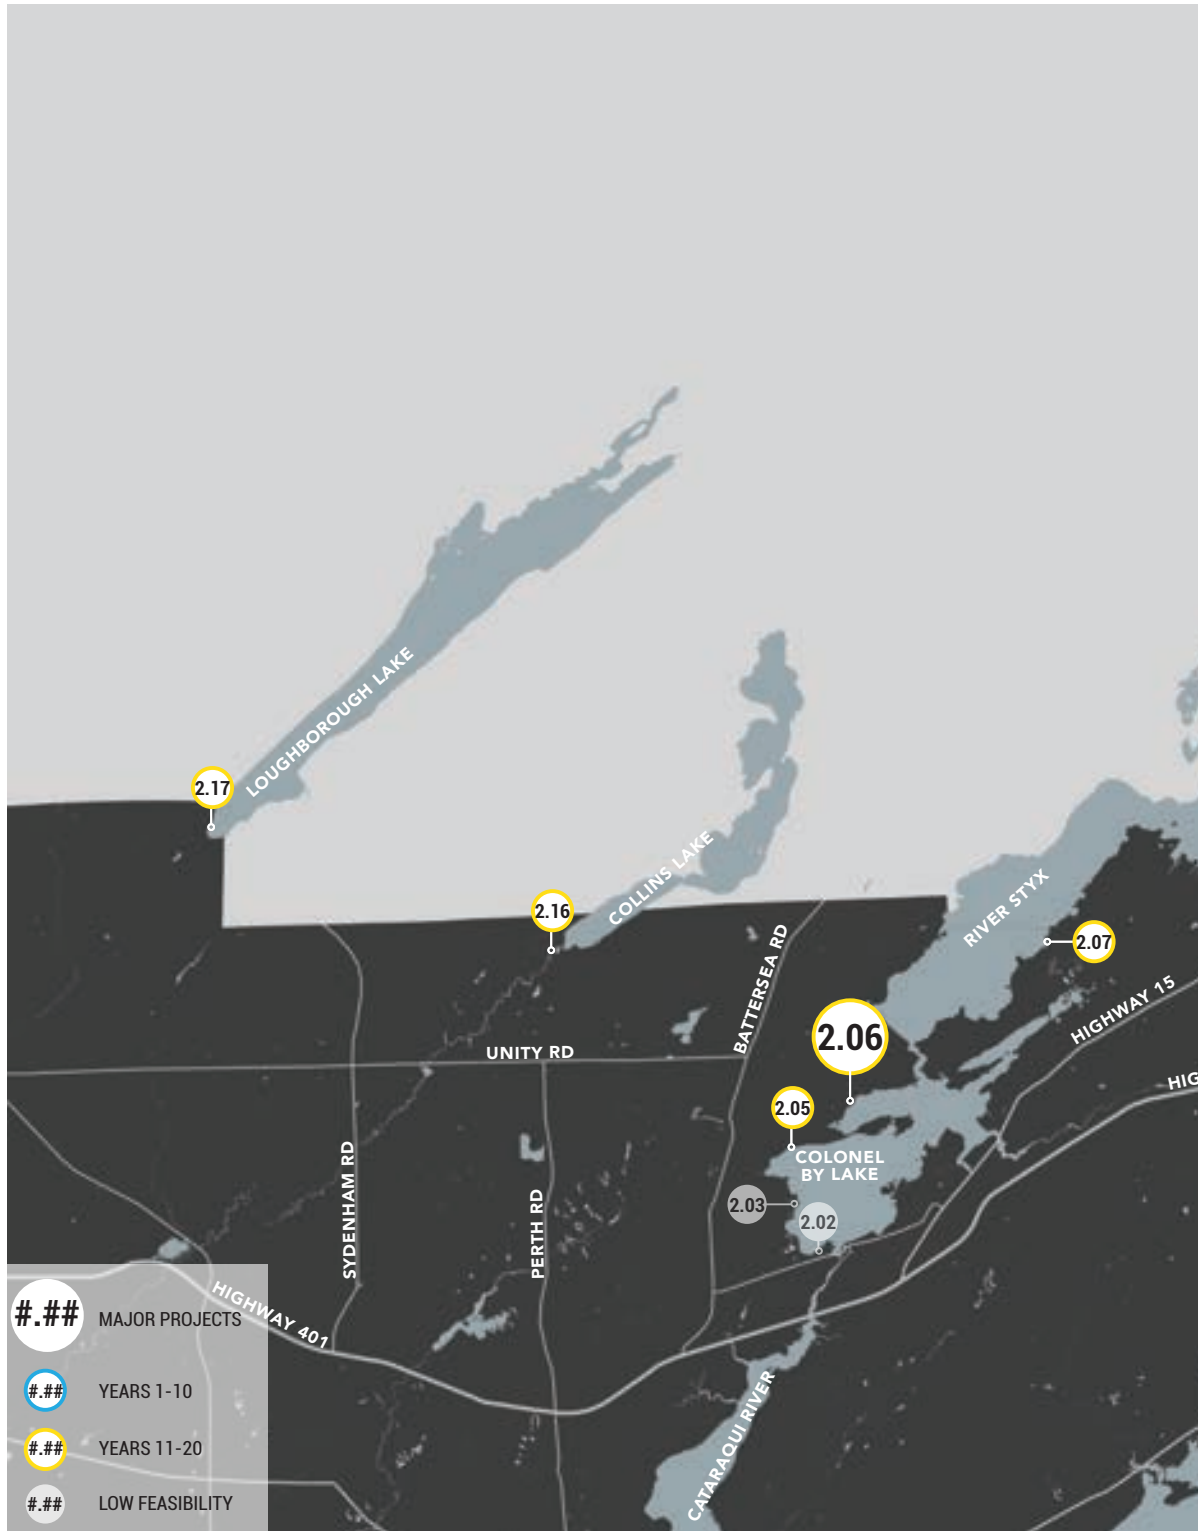 2.17
LOUGHBOROUGH LAKE
2.16
COLLINS LAKE
RIVER STYX
2.07
BATTERSEA RD
HIGHWAY 15
2.06
UNITY RD
HIG
2.05
COLONEL
BY LAKE
2.03
2.02
SYDENHAM RD
PERTH RD
HIGHWAY 401
CATARAQUI RIVER
#.## MAJOR PROJECTS
#.## YEARS 1-10
#.## YEARS 11-20
#.## LOW FEASIBILITY